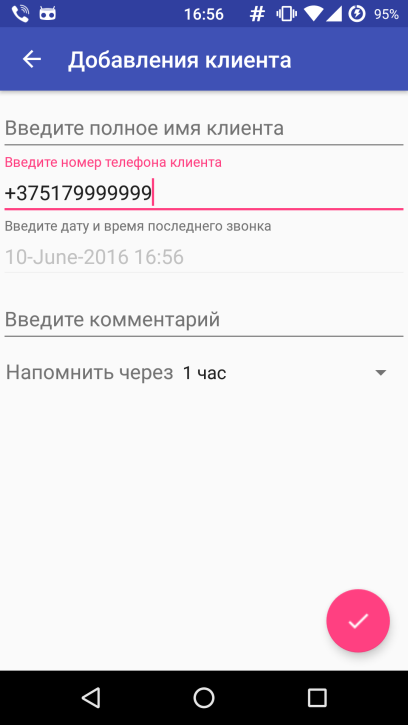 16:56 # 95%
Добавления клиента
Введите полное имя клиента
Введите номер телефона клиента
+375179999999
Введите дату и время последнего звонка
10-June-2016 16:56
Введите комментарий
Напомнить через 1 час